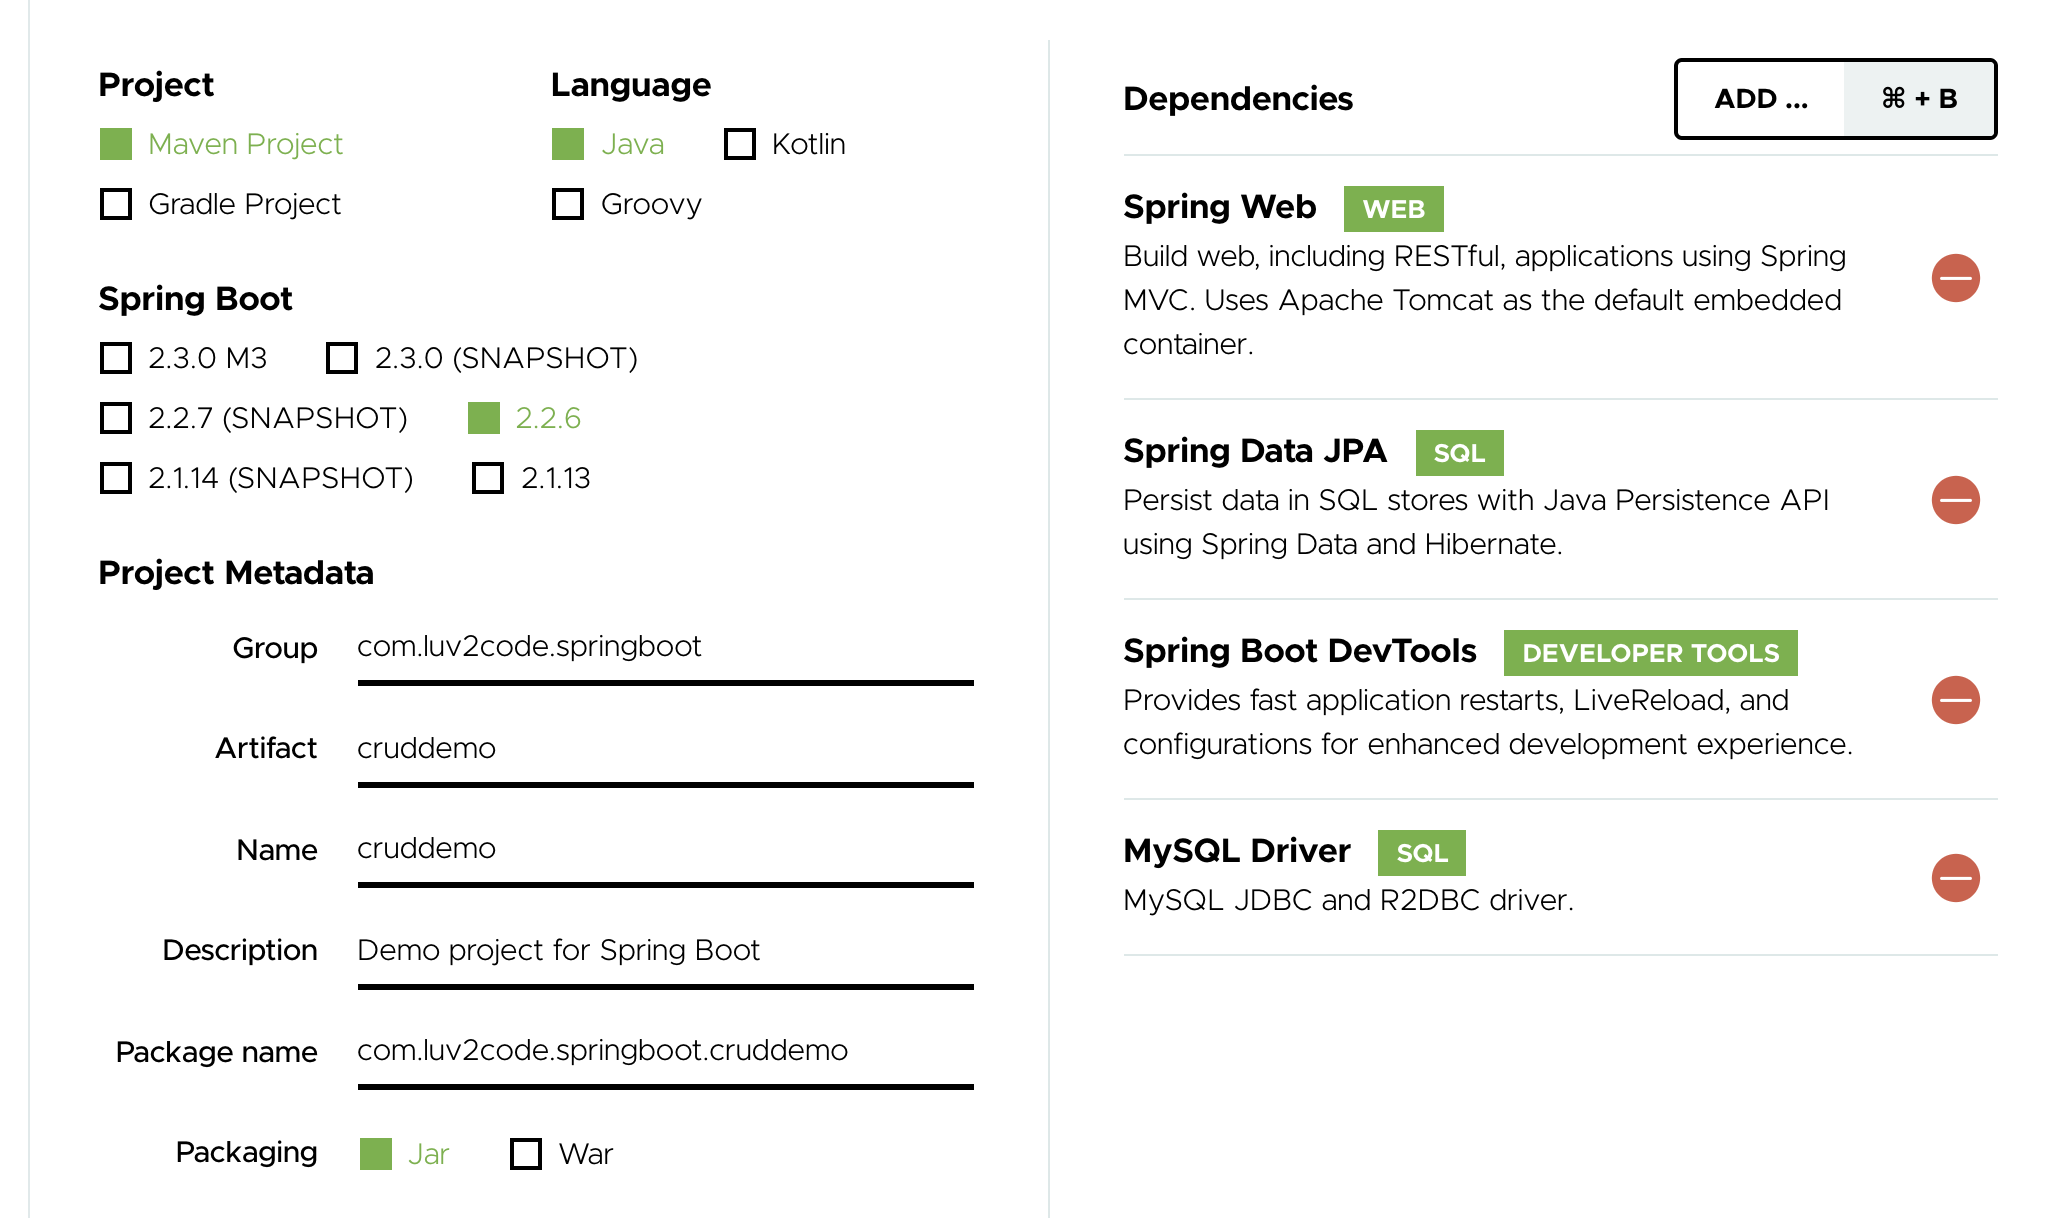 Project
Maven Project
Gradle Project
Language
Java Kotlin
Groovy
Spring Boot
2.3.0 M3 2.3.0 (SNAPSHOT)
2.2.7 (SNAPSHOT) 2.2.6
2.1.14 (SNAPSHOT) 2.1.13
Project Metadata
Group com.luv2code.springboot
Artifact cruddemo
Name cruddemo
Description Demo project for Spring Boot
Package name com.luv2code.springboot.cruddemo
Packaging Jar War
Dependencies ADD ... ⌘ + B
Spring Web WEB
Build web, including RESTful, applications using Spring
MVC. Uses Apache Tomcat as the default embedded
container.
Spring Data JPA SQL
Persist data in SQL stores with Java Persistence API
using Spring Data and Hibernate.
Spring Boot DevTools DEVELOPER TOOLS
Provides fast application restarts, LiveReload, and
configurations for enhanced development experience.
MySQL Driver SQL
MySQL JDBC and R2DBC driver.